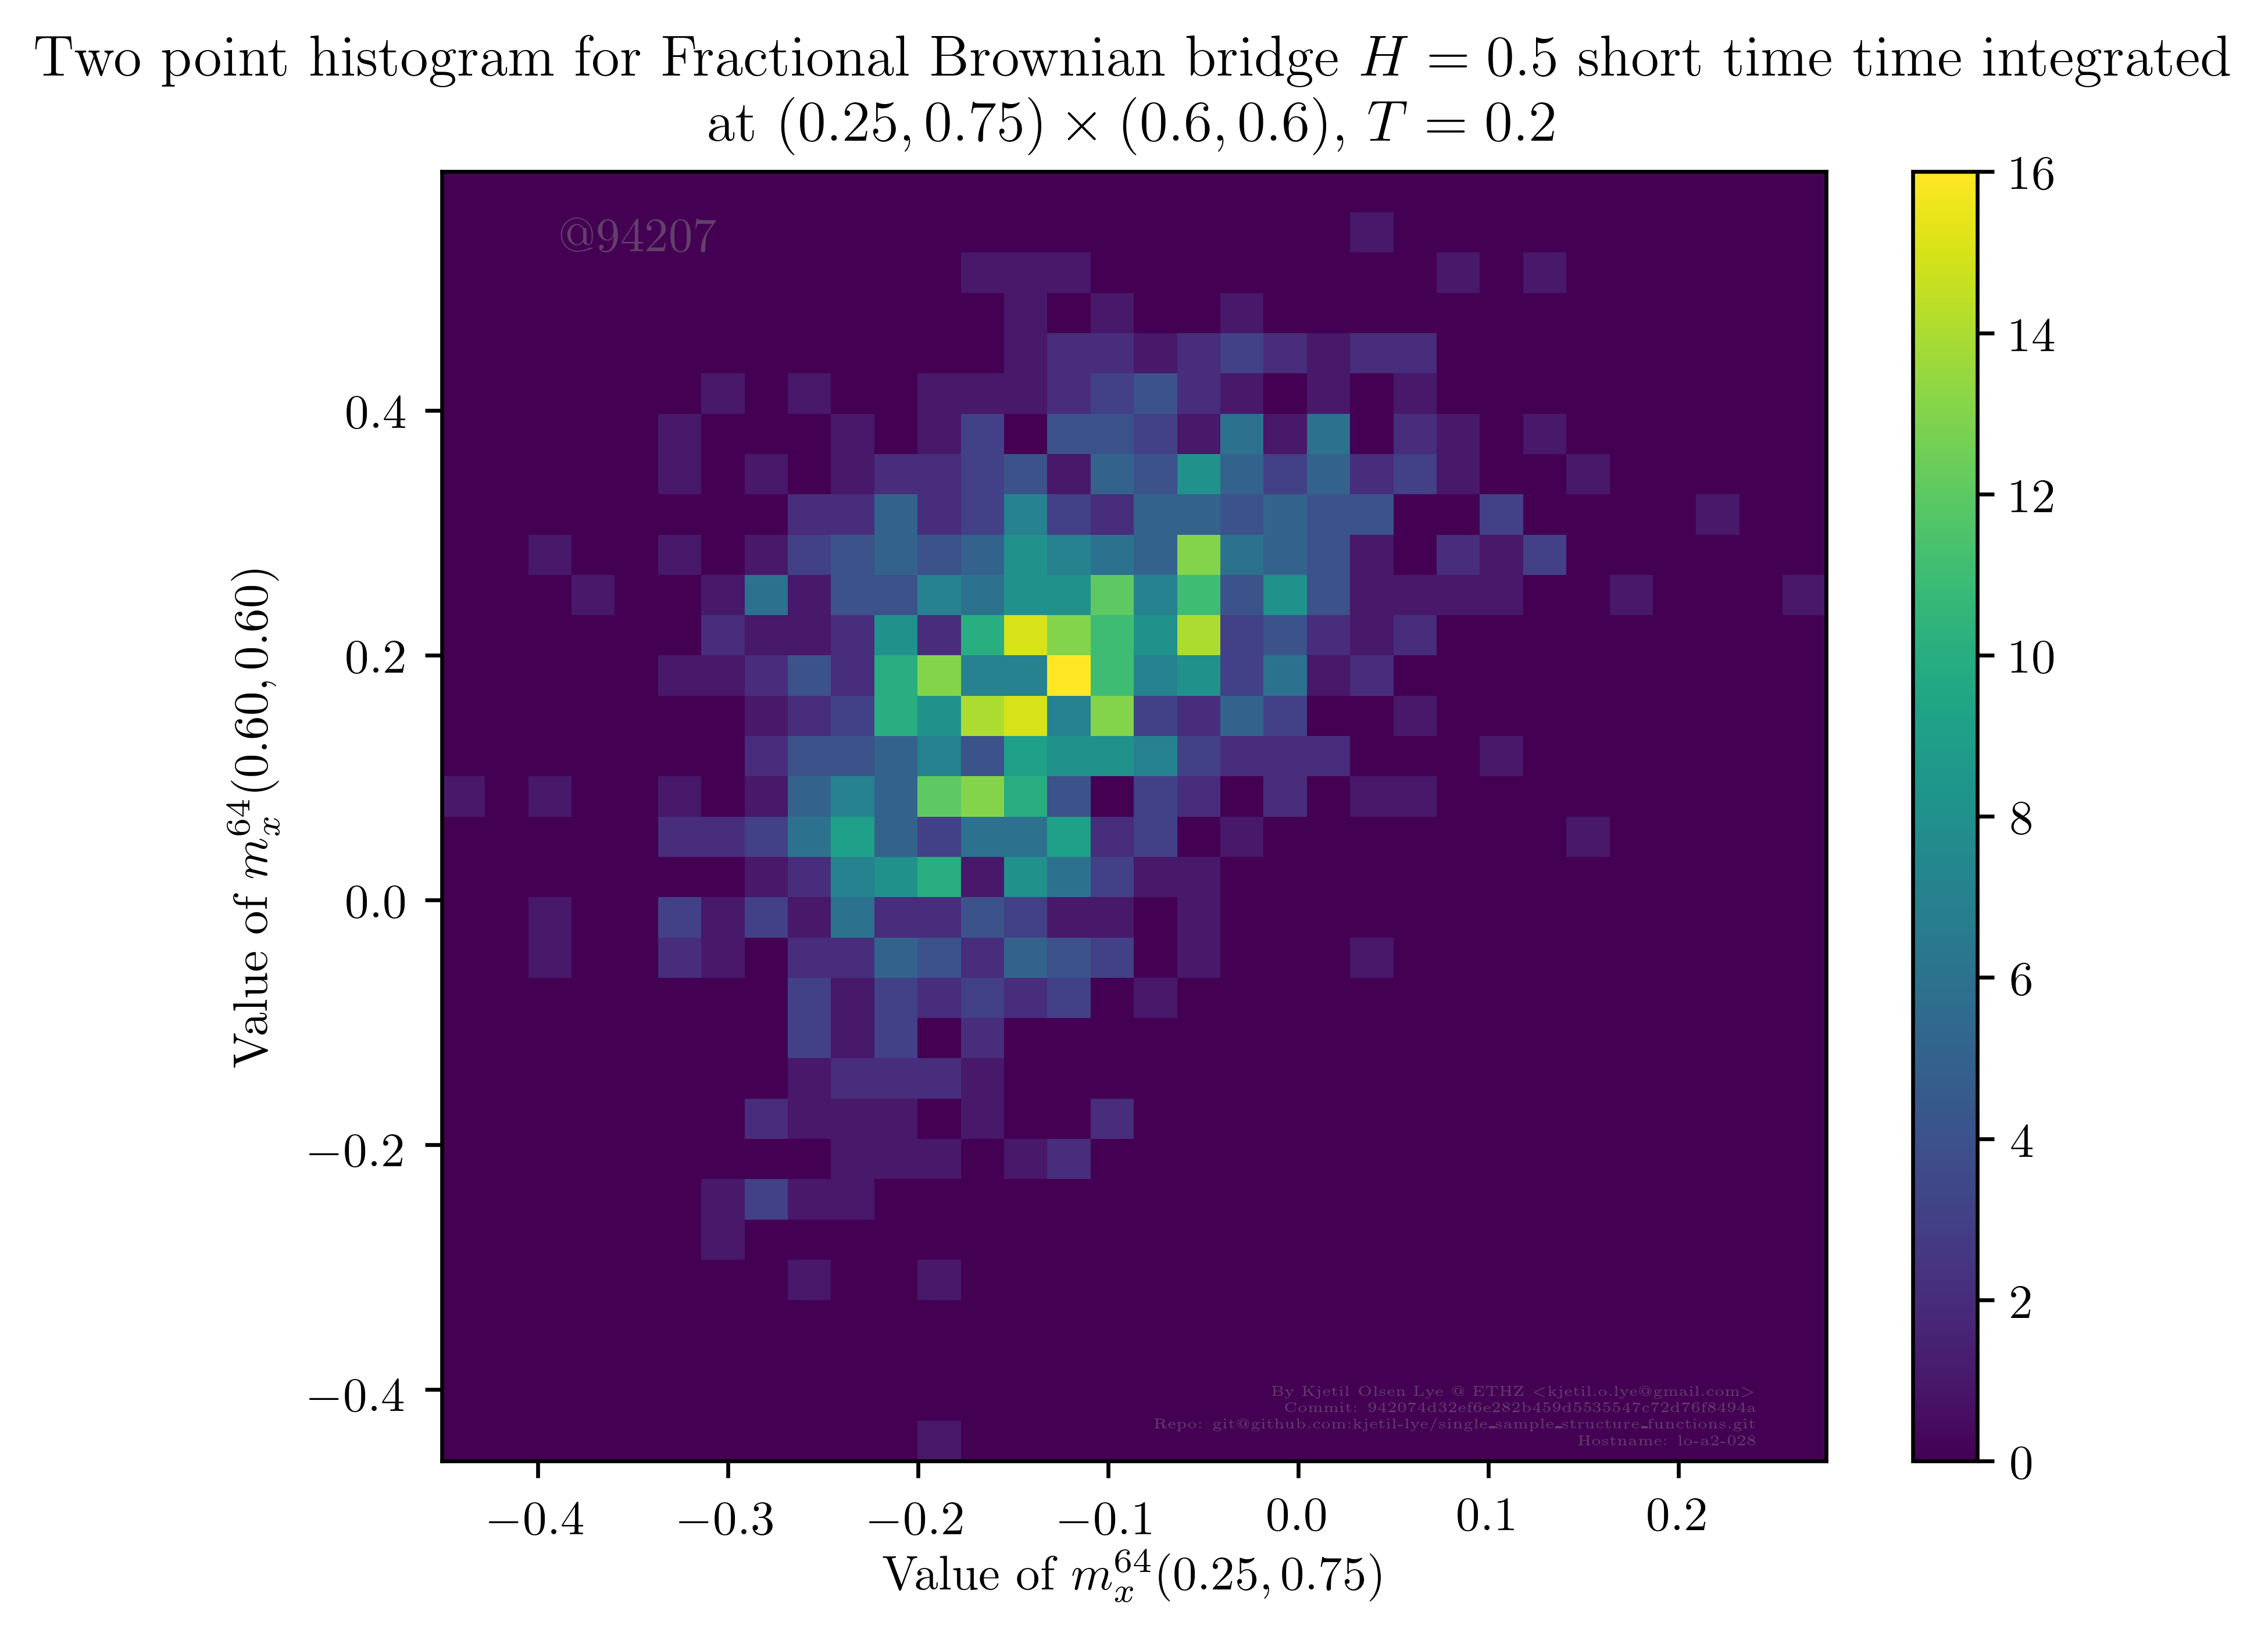 Two point histogram for Fractional Brownian bridge H = 0.5 short time time integrated
at (0.25, 0.75) × (0.6, 0.6), T = 0.2
@94207
16
14
12
10
8
6
4
2
0
0.4
0.2
0.0
−0.2
−0.4
Value of m_x^64(0.60, 0.60)
By Kjetil Olsen Lye @ ETHZ <kjetil.o.lye@gmail.com>
Commit: 942074d32ef6e282b459d5535547c72d76f8494a
Repo: git@github.com:kjetil-lye/single_sample_structure_functions.git
Hostname: lo-a2-028
−0.4 −0.3 −0.2 −0.1 0.0 0.1 0.2
Value of m_x^64(0.25, 0.75)